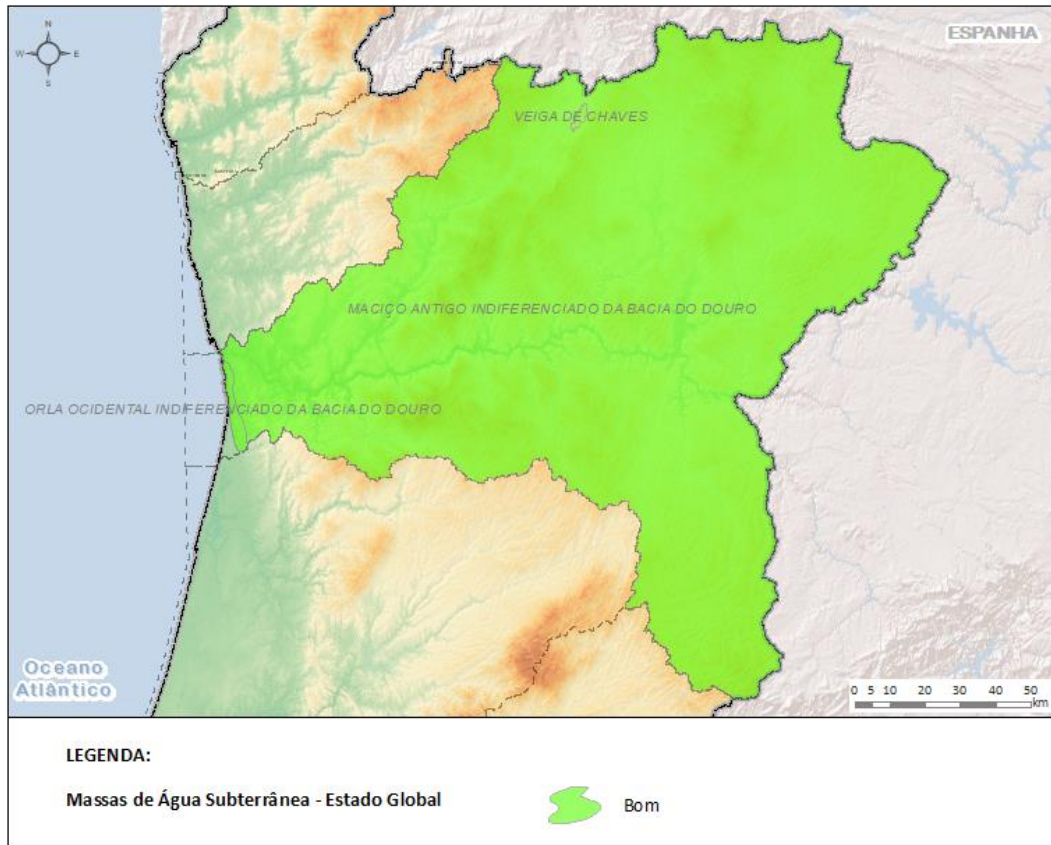 N
W E
S
ESPANHA
VEIGA DE CHAVES
MACIÇO ANTIGO INDIFERENCIADO DA BACIA DO DOURO
ORLA OCIDENTAL INDIFERENCIADO DA BACIA DO DOURO
Oceano
Atlântico
0 5 10 20 30 40 50
km
LEGENDA:
Massas de Água Subterrânea - Estado Global
Bom